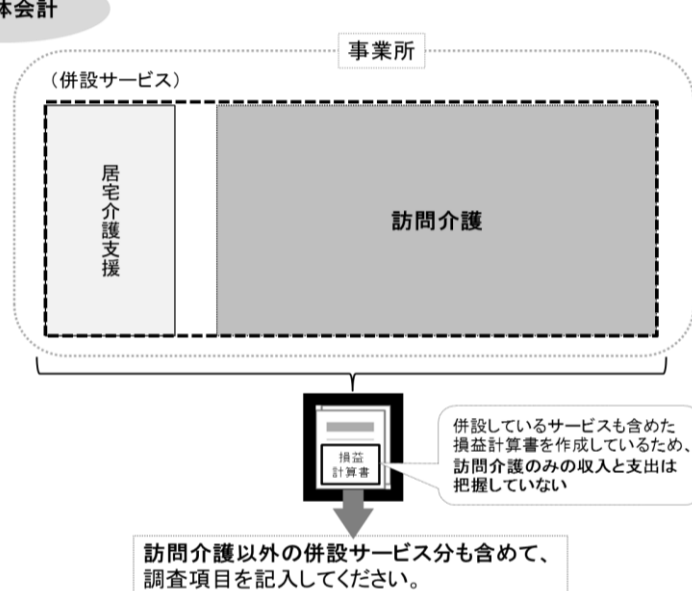 体会計
事業所
（併設サービス）
居宅介護支援
訪問介護
損益
計算書
併設しているサービスも含めた
損益計算書を作成しているため、
訪問介護のみの収入と支出は
把握していない
訪問介護以外の併設サービス分も含めて、
調査項目を記入してください。